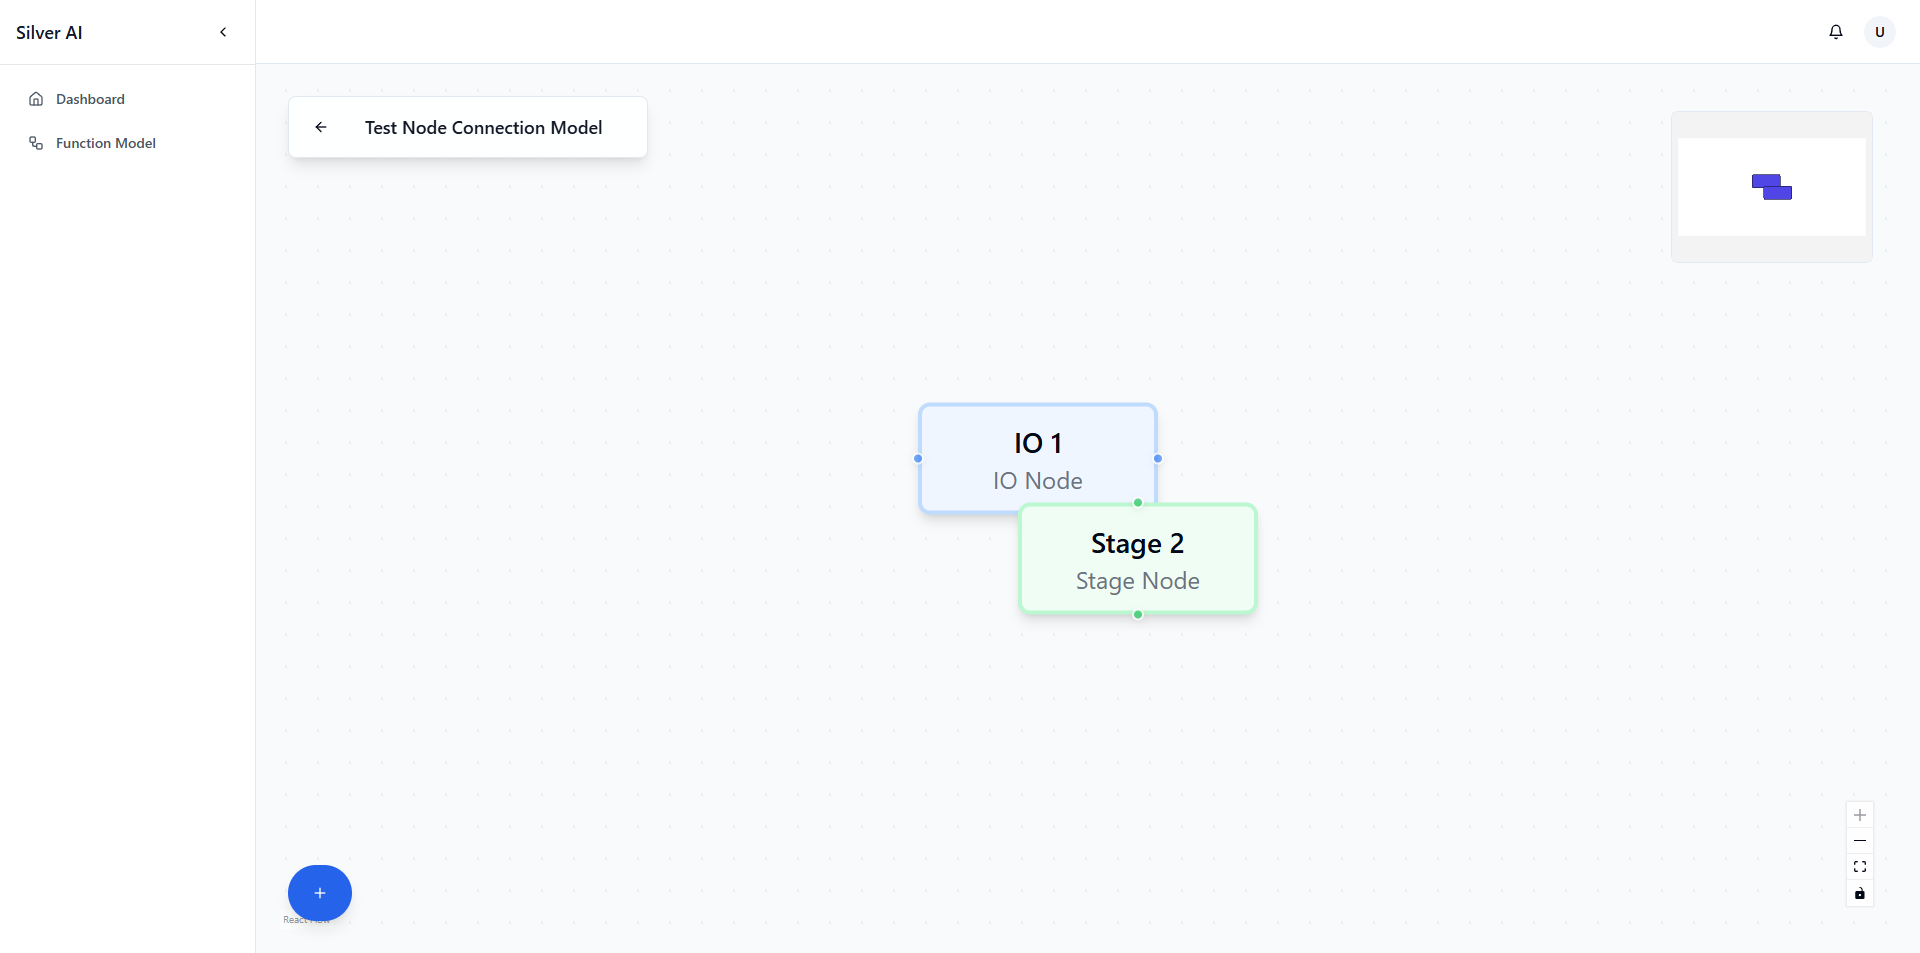 Silver AI
U
Dashboard
Function Model
Test Node Connection Model
IO 1
IO Node
Stage 2
Stage Node
React Flow